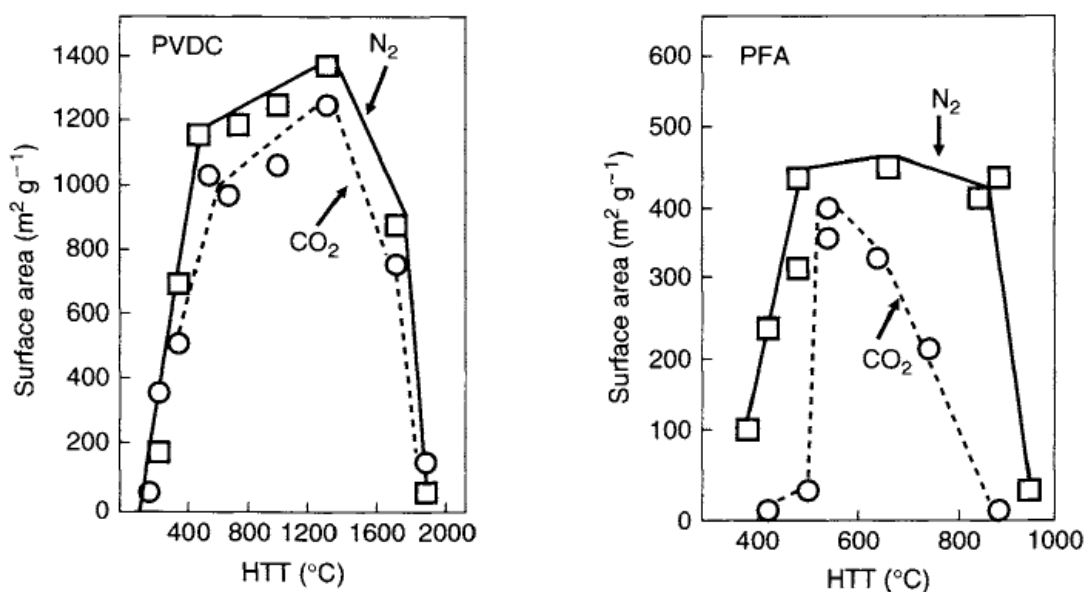 PVDC
N₂
CO₂
Surface area (m² g⁻¹)
1400
1200
1000
800
600
400
200
0
400 800 1200 1600 2000
HTT (°C)
PFA
N₂
CO₂
Surface area (m² g⁻¹)
600
500
400
300
200
100
0
400 600 800 1000
HTT (°C)